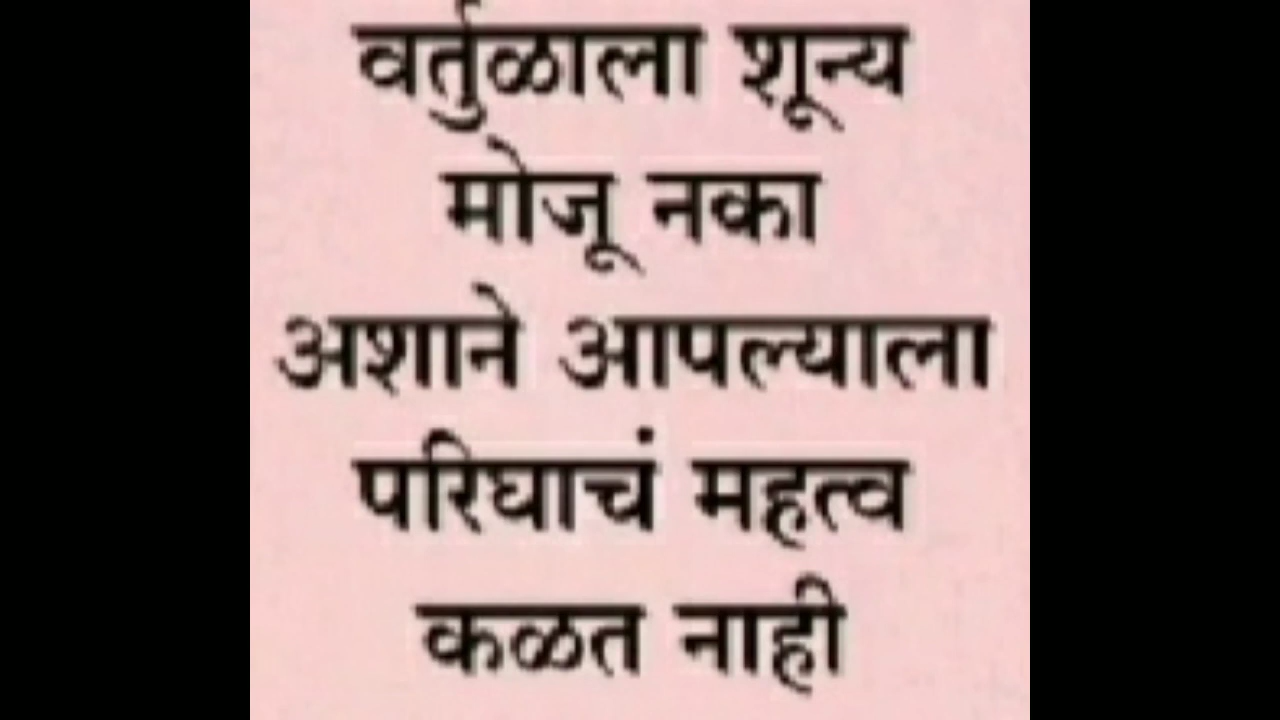 वर्तुळाला शून्य
मोजू नका
अशाने आपल्याला
परिघाचं महत्व
कळत नाही